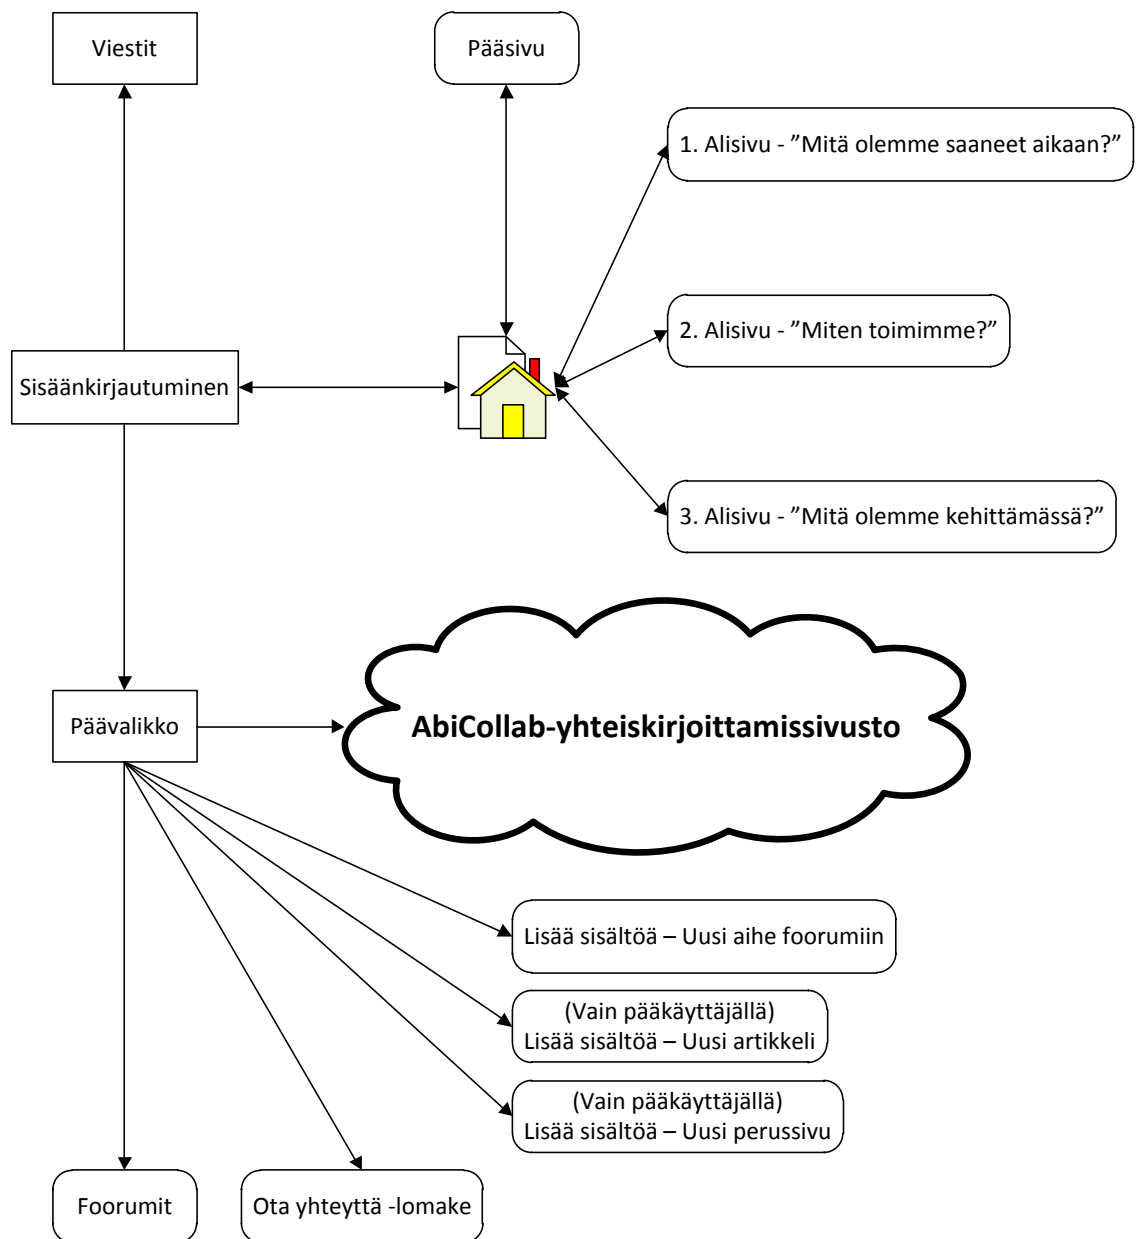 Viestit
Pääsivu
1. Alisivu - ”Mitä olemme saaneet aikaan?”
2. Alisivu - ”Miten toimimme?”
Sisäänkirjautuminen
3. Alisivu - ”Mitä olemme kehittämässä?”
Päävalikko
AbiCollab-yhteiskirjoittamissivusto
Lisää sisältöä – Uusi aihe foorumiin
(Vain pääkäyttäjällä)
Lisää sisältöä – Uusi artikkeli
(Vain pääkäyttäjällä)
Lisää sisältöä – Uusi perussivu
Foorumit
Ota yhteyttä -lomake